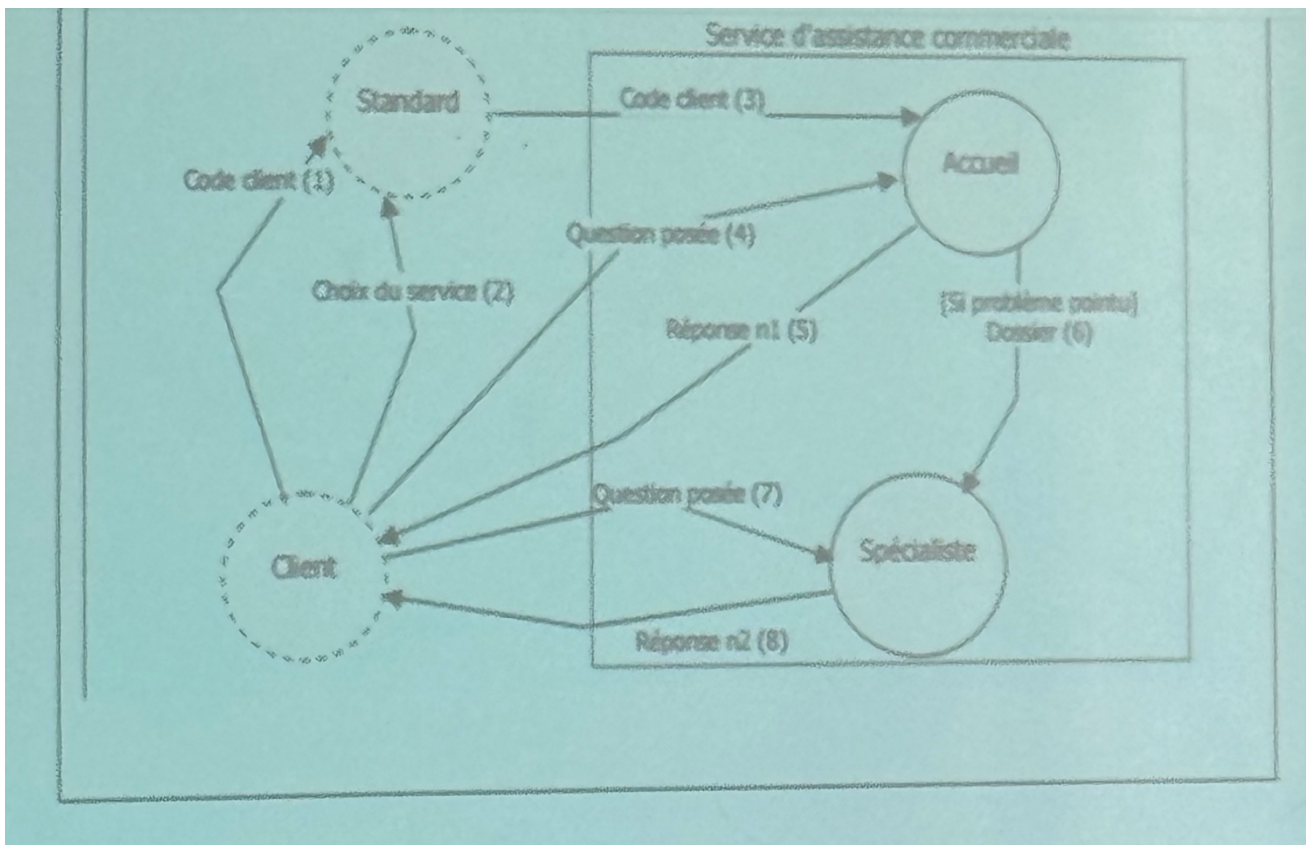 Service d'assistance commerciale
Standard
Code client (3)
Accueil
Code client (1)
Question posée (4)
Choix du service (2)
[Si problème pointu]
Dossier (6)
Réponse n1 (5)
Question posée (7)
Spécialiste
Client
Réponse n2 (8)